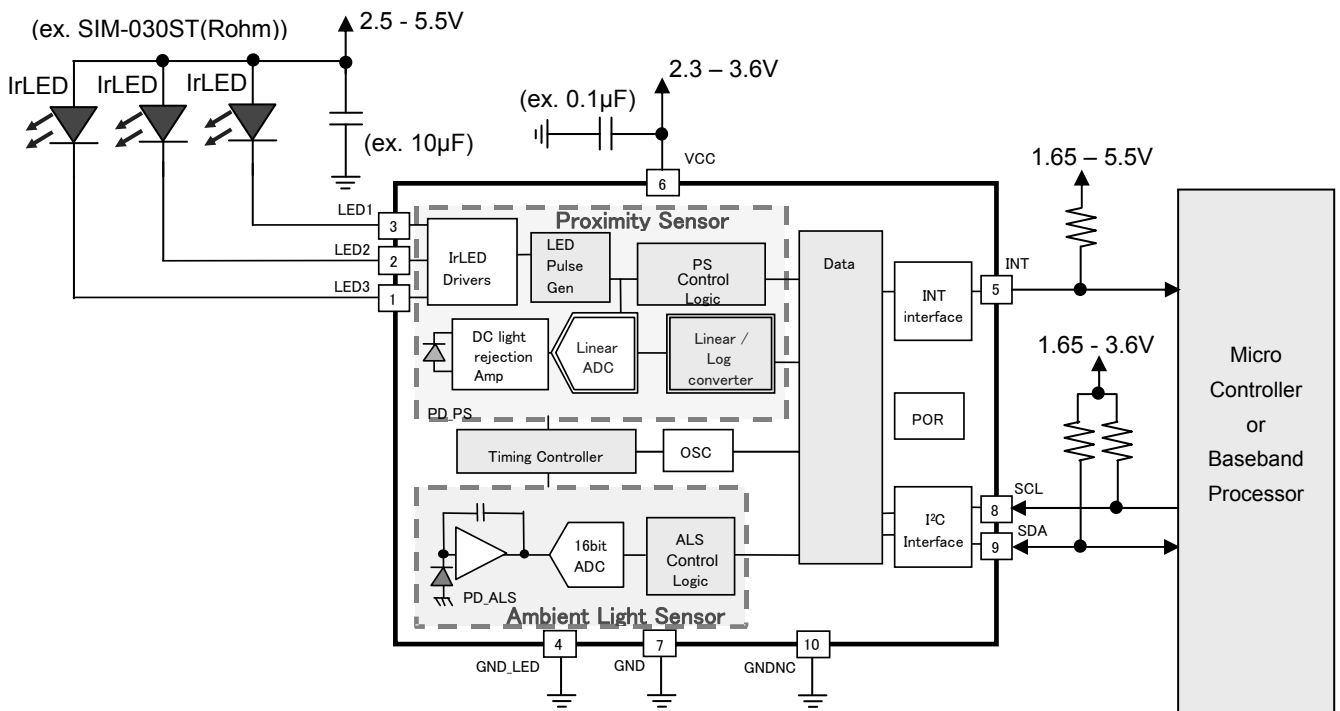 (ex. SIM-030ST(Rohm))
2.5 - 5.5V
IrLED
IrLED
IrLED
(ex. 10µF)
2.3 – 3.6V
(ex. 0.1µF)
VCC
6
1.65 – 5.5V
LED1
3
LED2
2
LED3
1
Proximity Sensor
IrLED
Drivers
LED
Pulse
Gen
PS
Control
Logic
DC light
rejection
Amp
Linear
ADC
Linear /
Log
converter
PD_PS
Data
INT
interface
INT
5
1.65 - 3.6V
POR
Timing Controller
OSC
I²C
Interface
SCL
8
SDA
9
16bit
ADC
ALS
Control
Logic
PD_ALS
Ambient Light Sensor
4
GND_LED
7
GND
10
GNDNC
Micro
Controller
or
Baseband
Processor